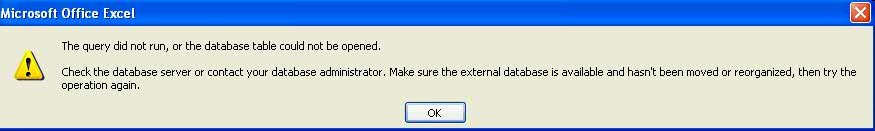 Microsoft Office Excel
The query did not run, or the database table could not be opened.
Check the database server or contact your database administrator. Make sure the external database is available and hasn't been moved or reorganized, then try the
operation again.
OK